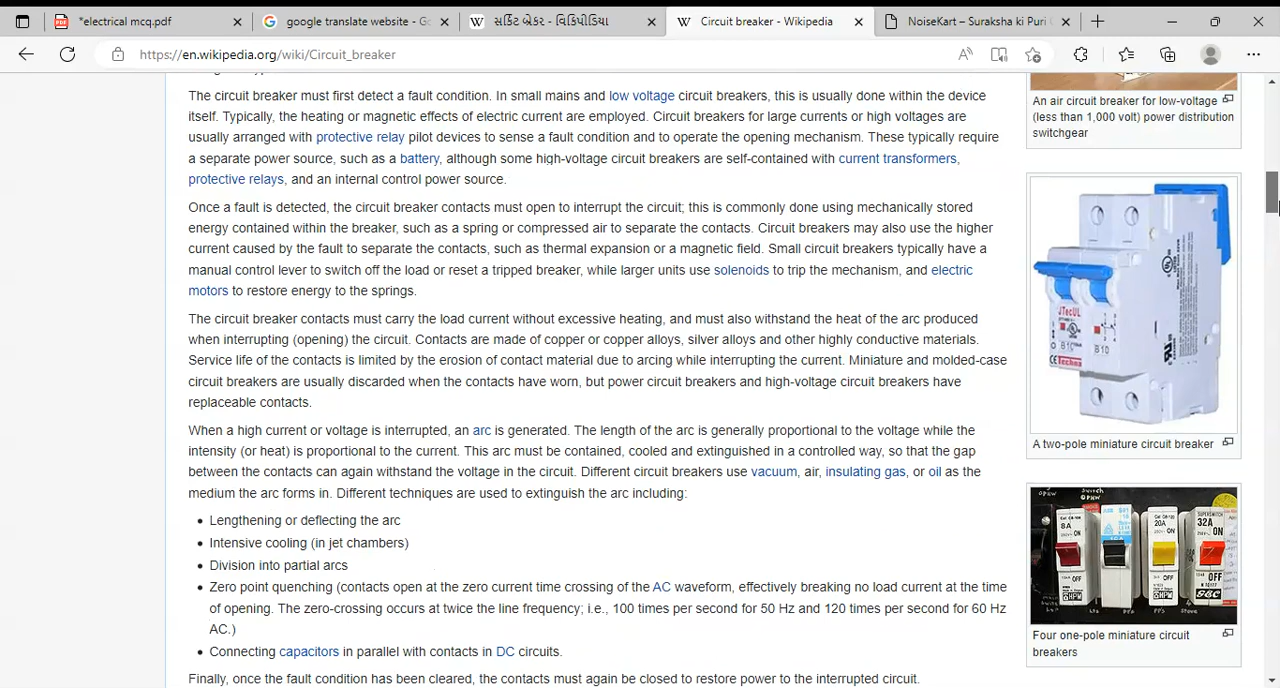 *electrical mcq.pdf
google translate website - Go
સર્કિટ બ્રેકર - વિકિપીડિયા
Circuit breaker - Wikipedia
NoiseKart – Suraksha ki Puri
https://en.wikipedia.org/wiki/Circuit_breaker
The circuit breaker must first detect a fault condition. In small mains and low voltage circuit breakers, this is usually done within the device
itself. Typically, the heating or magnetic effects of electric current are employed. Circuit breakers for large currents or high voltages are
usually arranged with protective relay pilot devices to sense a fault condition and to operate the opening mechanism. These typically require
a separate power source, such as a battery, although some high-voltage circuit breakers are self-contained with current transformers,
protective relays, and an internal control power source.
Once a fault is detected, the circuit breaker contacts must open to interrupt the circuit; this is commonly done using mechanically stored
energy contained within the breaker, such as a spring or compressed air to separate the contacts. Circuit breakers may also use the higher
current caused by the fault to separate the contacts, such as thermal expansion or a magnetic field. Small circuit breakers typically have a
manual control lever to switch off the load or reset a tripped breaker, while larger units use solenoids to trip the mechanism, and electric
motors to restore energy to the springs.
The circuit breaker contacts must carry the load current without excessive heating, and must also withstand the heat of the arc produced
when interrupting (opening) the circuit. Contacts are made of copper or copper alloys, silver alloys and other highly conductive materials.
Service life of the contacts is limited by the erosion of contact material due to arcing while interrupting the current. Miniature and molded-case
circuit breakers are usually discarded when the contacts have worn, but power circuit breakers and high-voltage circuit breakers have
replaceable contacts.
When a high current or voltage is interrupted, an arc is generated. The length of the arc is generally proportional to the voltage while the
intensity (or heat) is proportional to the current. This arc must be contained, cooled and extinguished in a controlled way, so that the gap
between the contacts can again withstand the voltage in the circuit. Different circuit breakers use vacuum, air, insulating gas, or oil as the
medium the arc forms in. Different techniques are used to extinguish the arc including:
• Lengthening or deflecting the arc
• Intensive cooling (in jet chambers)
• Division into partial arcs
• Zero point quenching (contacts open at the zero current time crossing of the AC waveform, effectively breaking no load current at the time
of opening. The zero-crossing occurs at twice the line frequency; i.e., 100 times per second for 50 Hz and 120 times per second for 60 Hz
AC.)
• Connecting capacitors in parallel with contacts in DC circuits.
Finally, once the fault condition has been cleared, the contacts must again be closed to restore power to the interrupted circuit.
An air circuit breaker for low-voltage
(less than 1,000 volt) power distribution
switchgear
JTecUL
B10
Techna
A two-pole miniature circuit breaker
Switch
8A
ON
20A
ON
SUPERSWITCH
32A
ON
OFF
OFF
OFF
GEC
Stove
Four one-pole miniature circuit
breakers